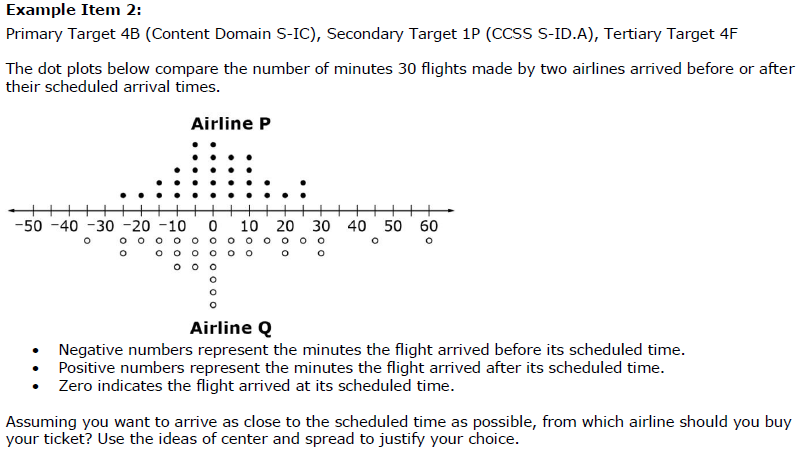 Example Item 2:
Primary Target 4B (Content Domain S-IC), Secondary Target 1P (CCSS S-ID.A), Tertiary Target 4F
The dot plots below compare the number of minutes 30 flights made by two airlines arrived before or after
their scheduled arrival times.
Airline P
-50 -40 -30 -20 -10 0 10 20 30 40 50 60
Airline Q
• Negative numbers represent the minutes the flight arrived before its scheduled time.
• Positive numbers represent the minutes the flight arrived after its scheduled time.
• Zero indicates the flight arrived at its scheduled time.
Assuming you want to arrive as close to the scheduled time as possible, from which airline should you buy
your ticket? Use the ideas of center and spread to justify your choice.